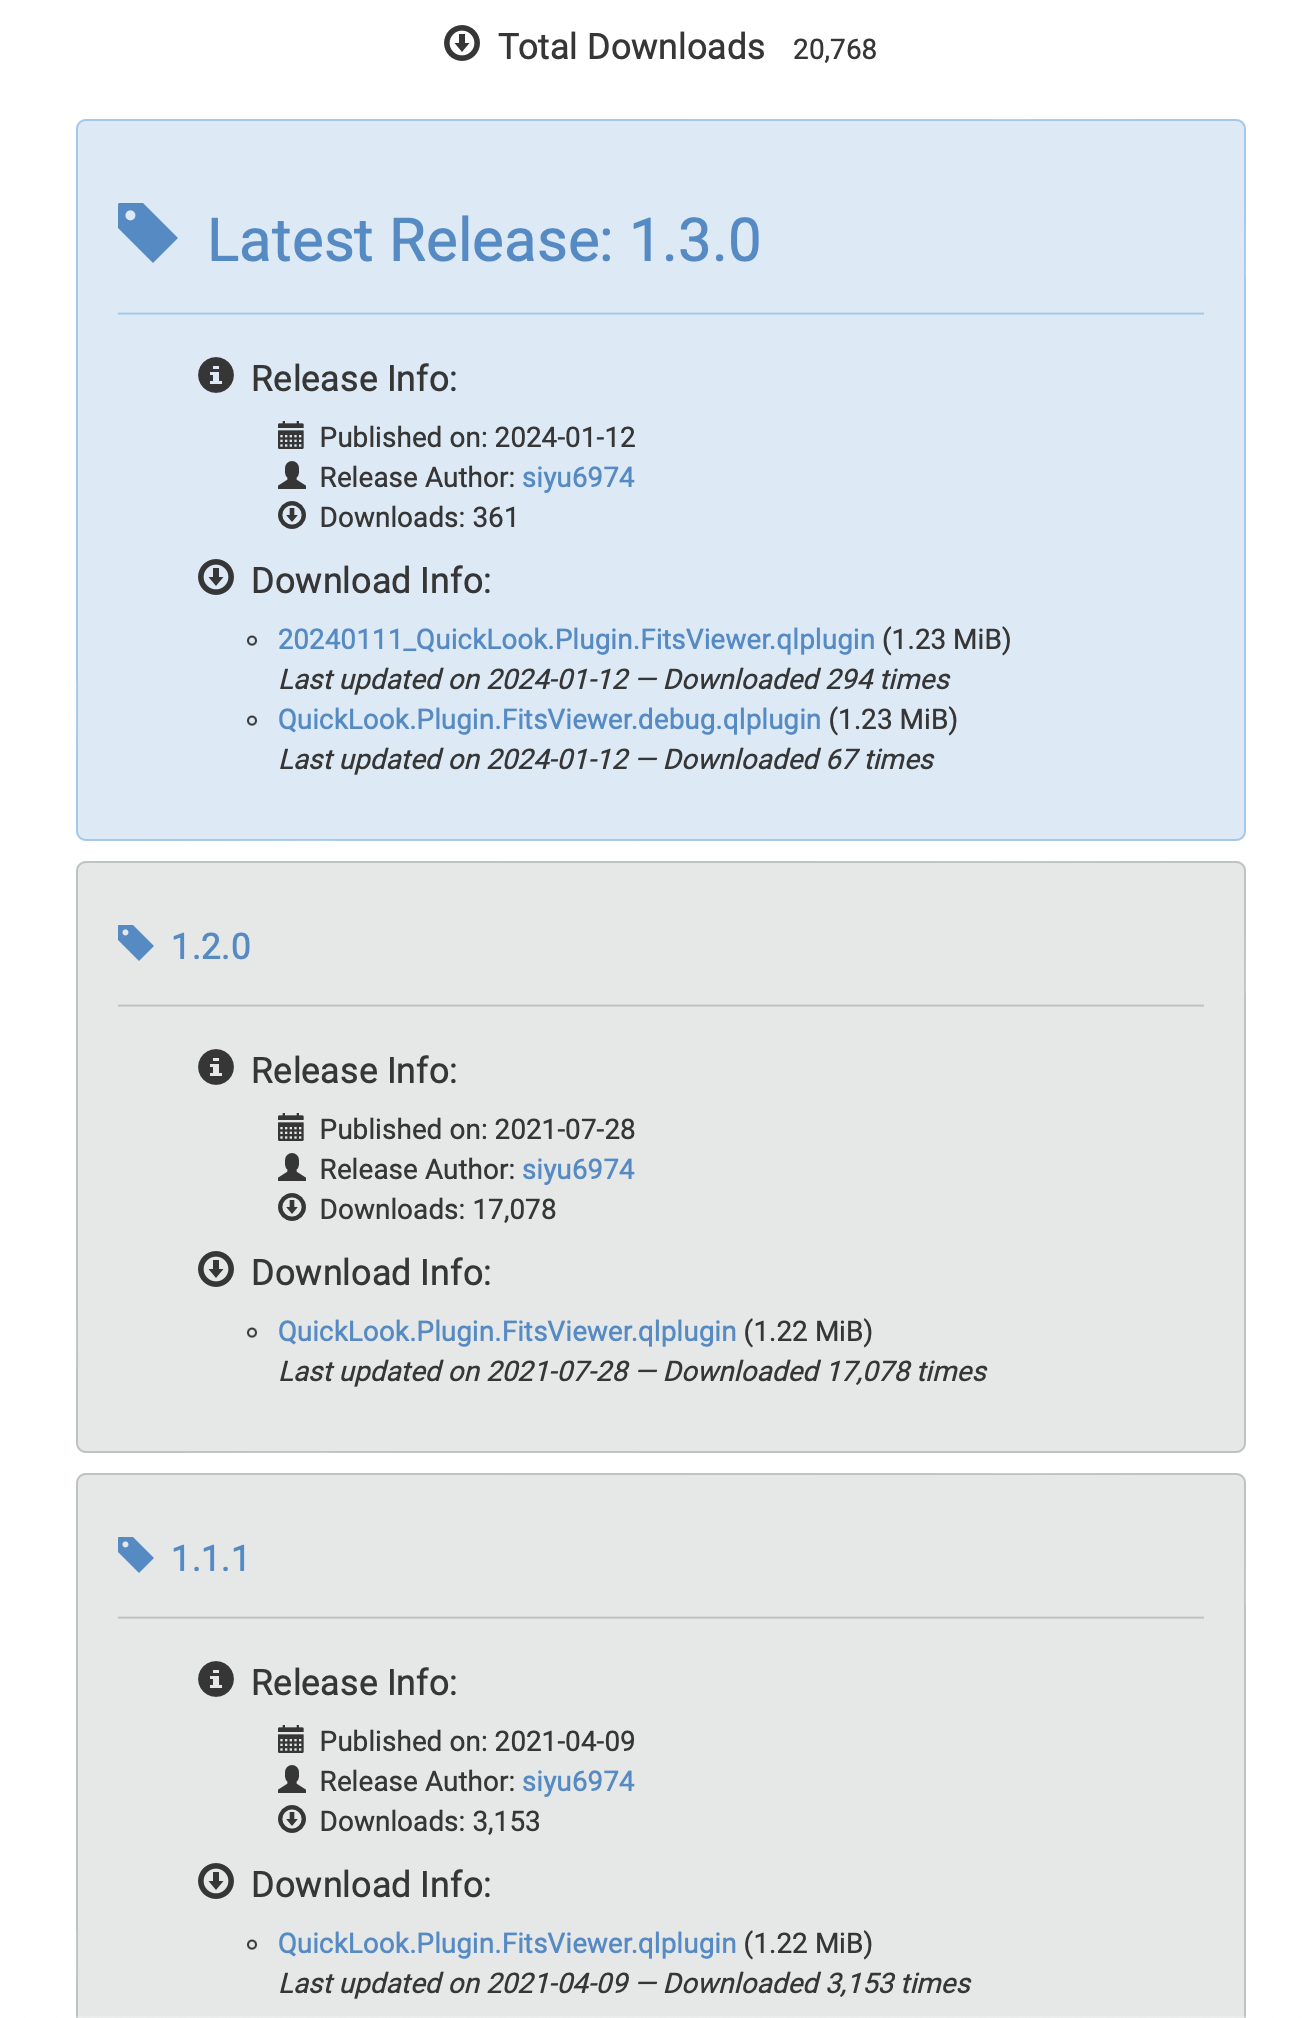 Total Downloads 20,768
Latest Release: 1.3.0
Release Info:
Published on: 2024-01-12
Release Author: siyu6974
Downloads: 361
Download Info:
20240111_QuickLook.Plugin.FitsViewer.qlplugin (1.23 MiB)
Last updated on 2024-01-12 — Downloaded 294 times
QuickLook.Plugin.FitsViewer.debug.qlplugin (1.23 MiB)
Last updated on 2024-01-12 — Downloaded 67 times
1.2.0
Release Info:
Published on: 2021-07-28
Release Author: siyu6974
Downloads: 17,078
Download Info:
QuickLook.Plugin.FitsViewer.qlplugin (1.22 MiB)
Last updated on 2021-07-28 — Downloaded 17,078 times
1.1.1
Release Info:
Published on: 2021-04-09
Release Author: siyu6974
Downloads: 3,153
Download Info:
QuickLook.Plugin.FitsViewer.qlplugin (1.22 MiB)
Last updated on 2021-04-09 — Downloaded 3,153 times